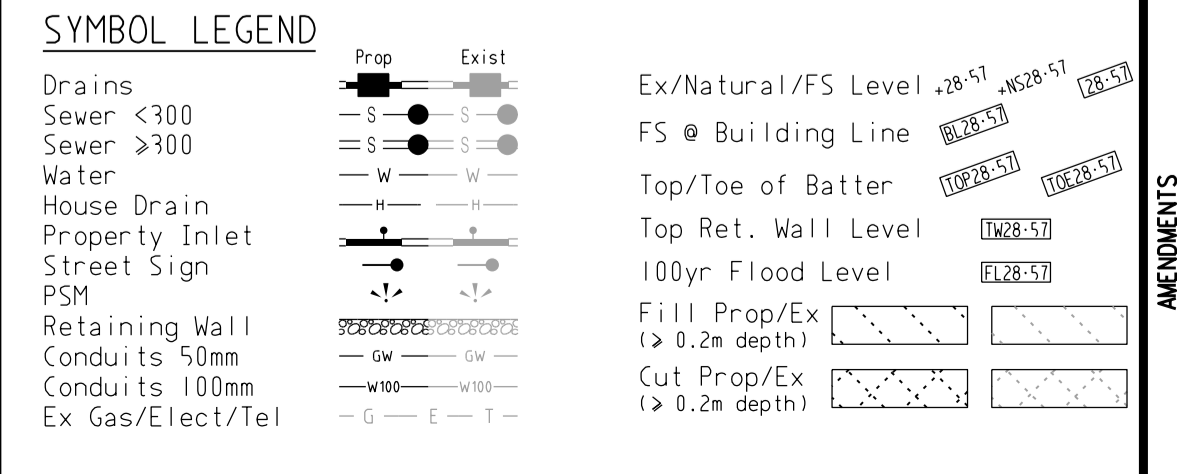 SYMBOL LEGEND
Prop Exist
Drains
Sewer <300 S S
Sewer ⩾300 S S
Water W W
House Drain H H
Property Inlet
Street Sign
PSM
Retaining Wall
Conduits 50mm GW GW
Conduits 100mm W100 W100
Ex Gas/Elect/Tel G E T
Ex/Natural/FS Level +28·57 +NS28·57 28·57
FS @ Building Line BL28·57
Top/Toe of Batter TOP28·57 TOE28·57
Top Ret. Wall Level TW28·57
100yr Flood Level FL28·57
Fill Prop/Ex
(⩾ 0.2m depth)
Cut Prop/Ex
(⩾ 0.2m depth)
AMENDMENTS